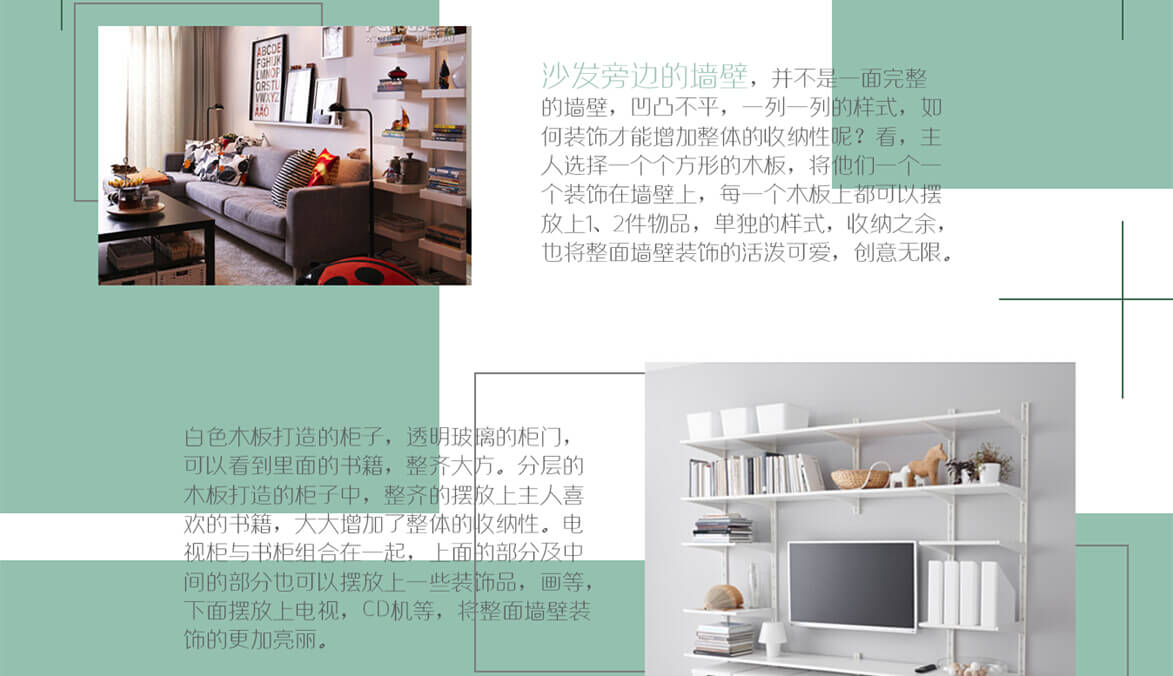 沙发旁边的墙壁，并不是一面完整
的墙壁，凹凸不平，一列一列的样式，如
何装饰才能增加整体的收纳性呢？看，主
人选择一个个方形的木板，将他们一个一
个装饰在墙壁上，每一个木板上都可以摆
放上1、2件物品，单独的样式，收纳之余，
也将整面墙壁装饰的活泼可爱，创意无限。
ABCDE
白色木板打造的柜子，透明玻璃的柜门，
可以看到里面的书籍，整齐大方。分层的
木板打造的柜子中，整齐的摆放上主人喜
欢的书籍，大大增加了整体的收纳性。电
视柜与书柜组合在一起，上面的部分及中
间的部分也可以摆放上一些装饰品，画等，
下面摆放上电视，CD机等，将整面墙壁装
饰的更加亮丽。